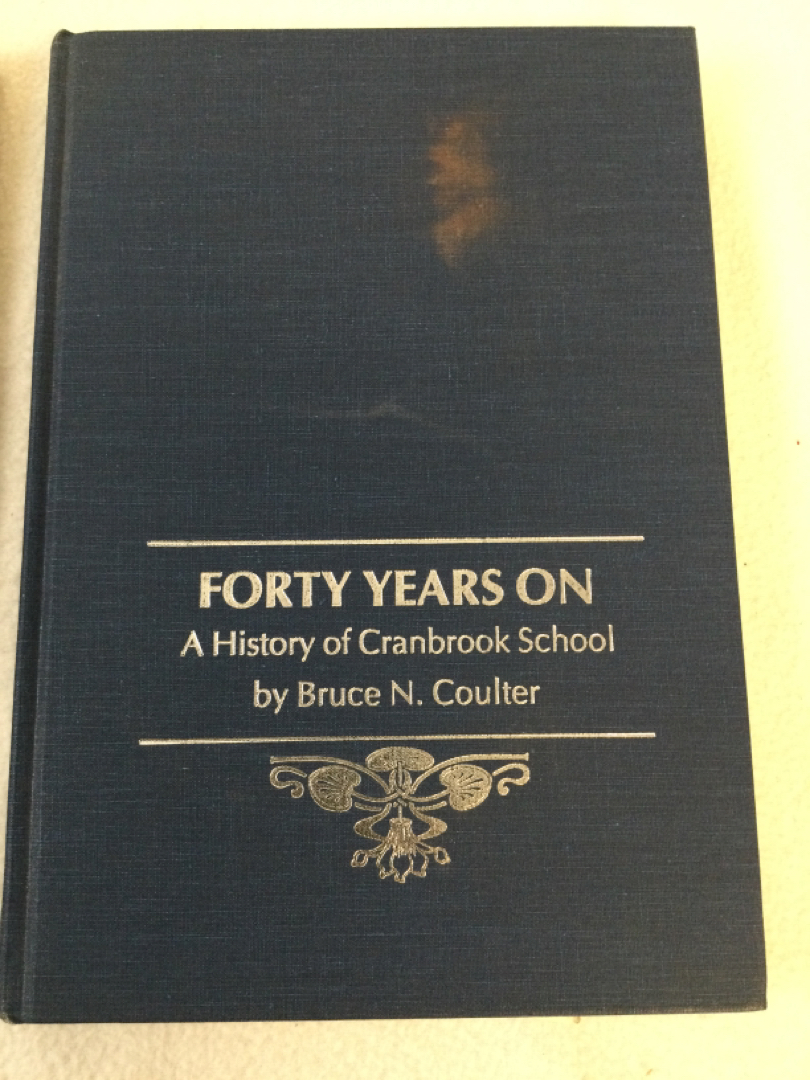 FORTY YEARS ON
A History of Cranbrook School
by Bruce N. Coulter